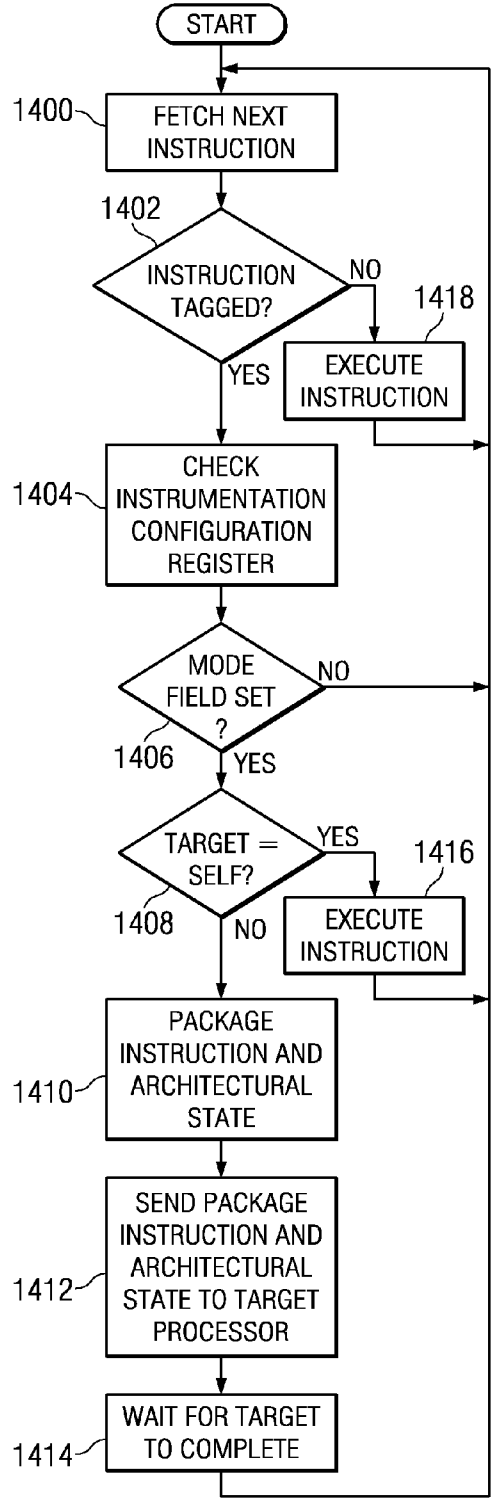 START
1400
FETCH NEXT
INSTRUCTION
1402
INSTRUCTION
TAGGED?
NO
YES
1418
EXECUTE
INSTRUCTION
1404
CHECK
INSTRUMENTATION
CONFIGURATION
REGISTER
MODE
FIELD SET
?
NO
1406
YES
TARGET =
SELF?
YES
1408
NO
1416
EXECUTE
INSTRUCTION
1410
PACKAGE
INSTRUCTION AND
ARCHITECTURAL
STATE
1412
SEND PACKAGE
INSTRUCTION AND
ARCHITECTURAL
STATE TO TARGET
PROCESSOR
1414
WAIT FOR TARGET
TO COMPLETE